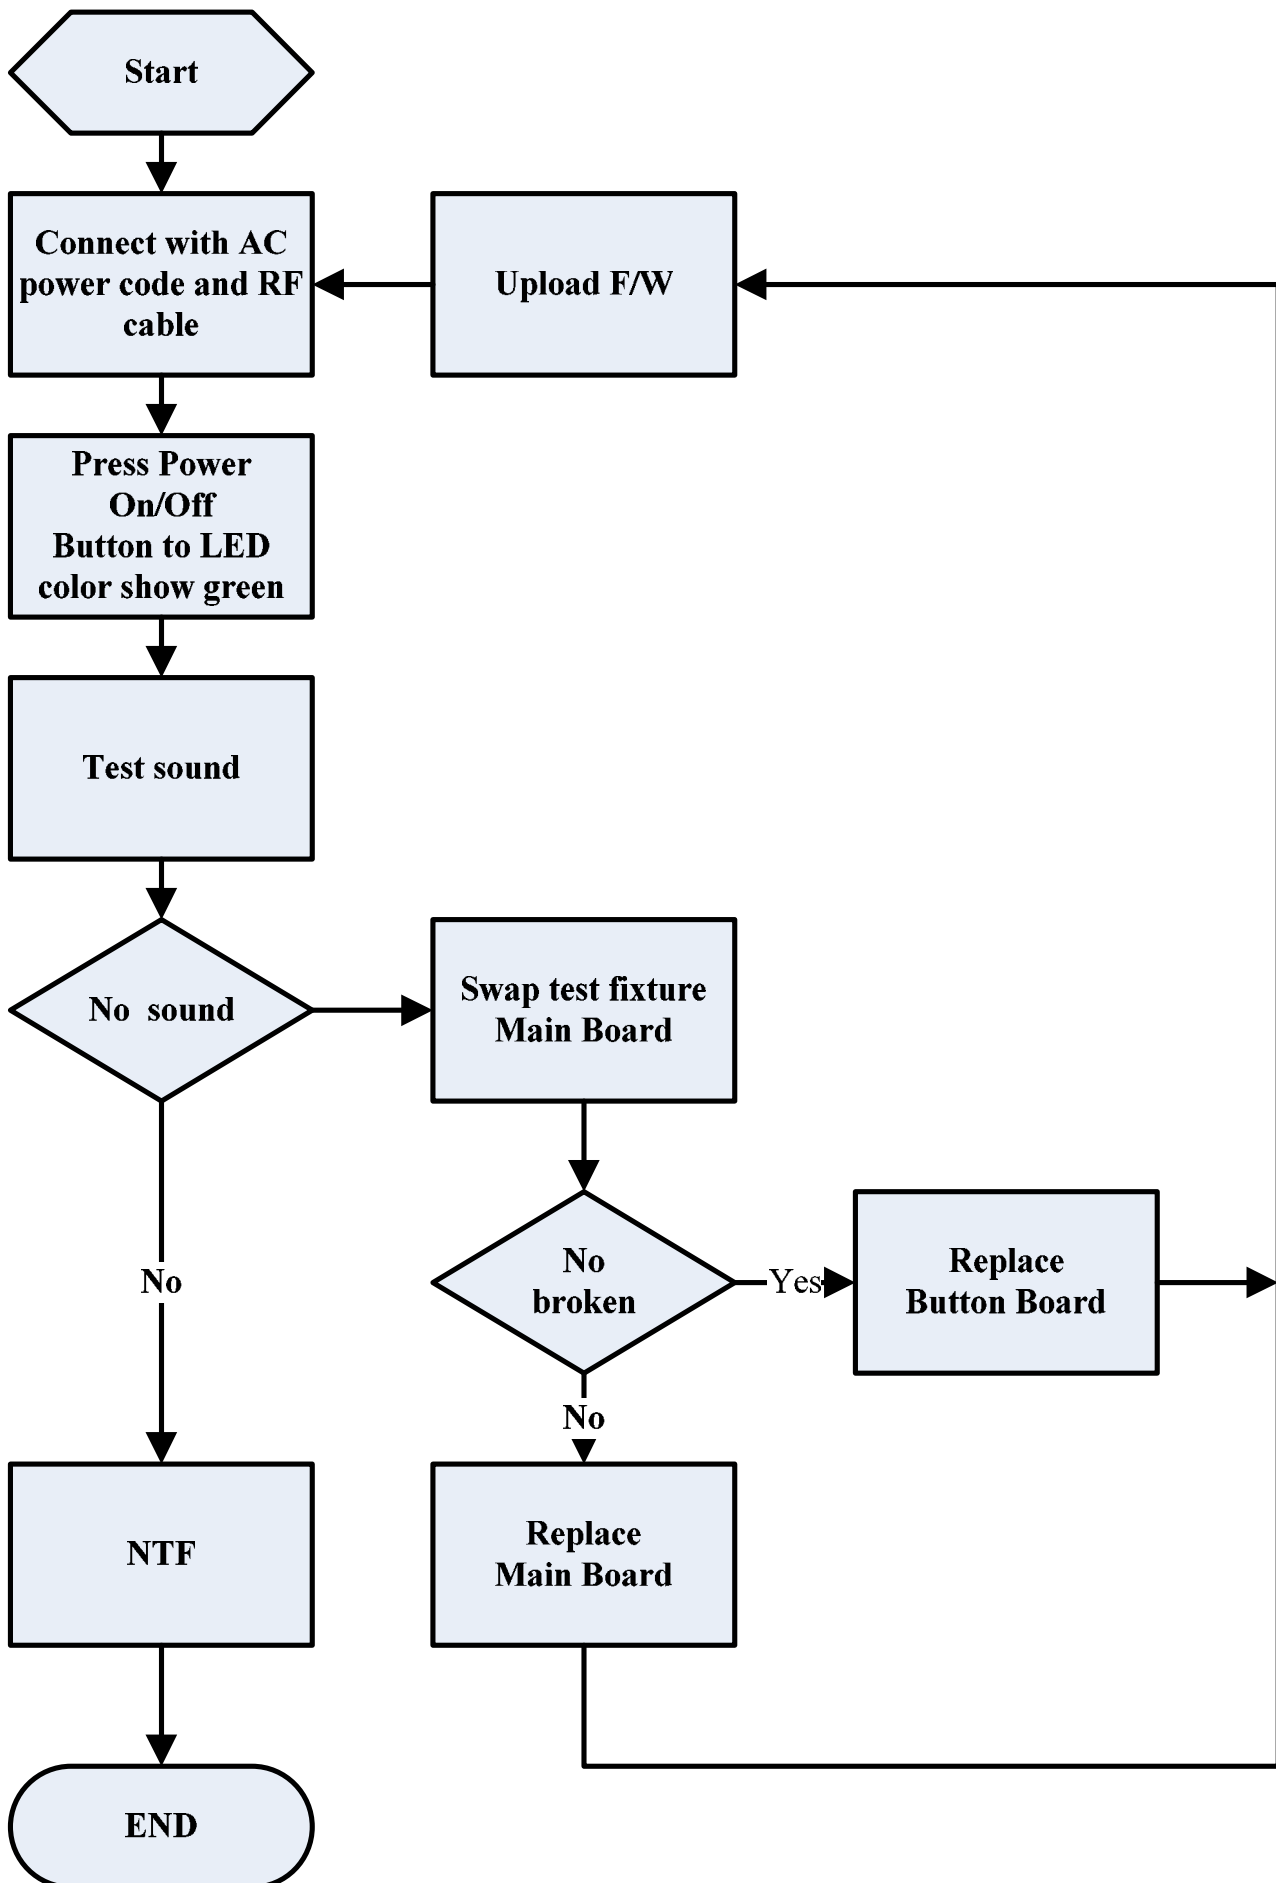 Start
Connect with AC
power code and RF
cable
Upload F/W
Press Power
On/Off
Button to LED
color show green
Test sound
No sound
Swap test fixture
Main Board
No
No
broken
Yes
Replace
Button Board
No
NTF
Replace
Main Board
END